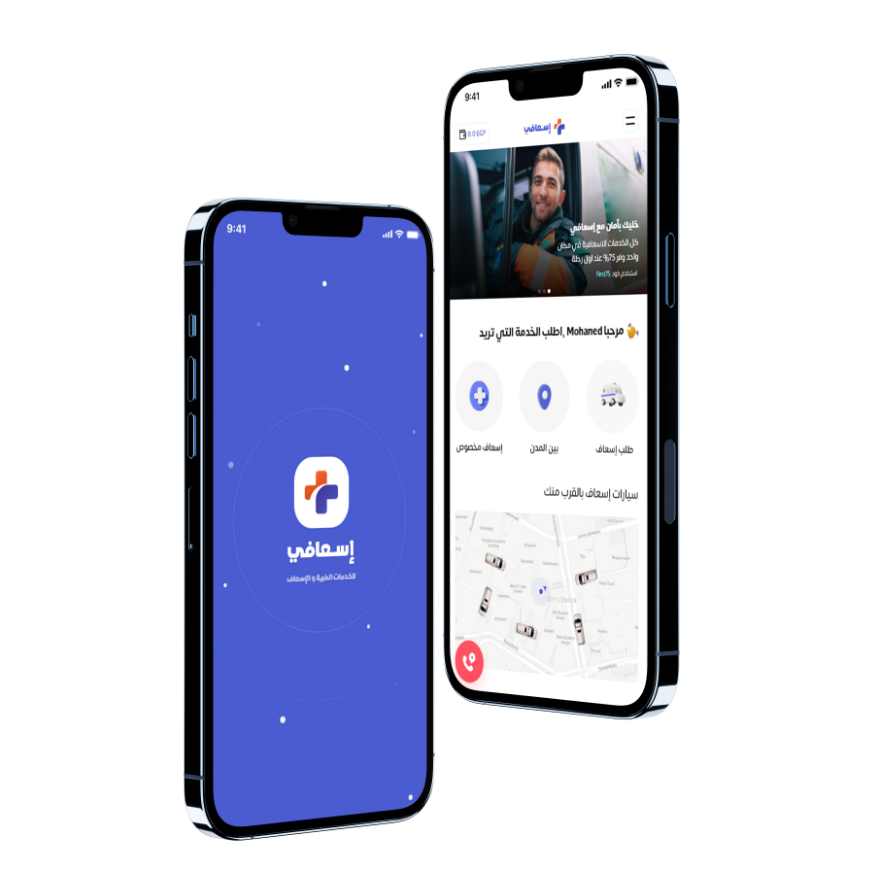 9:41
إسعافي
الخدمات الطبية و الإسعاف
9:41
0.0 EGP
إسعافي
خليك بأمان مع إسعافي
كل الخدمات الاسعافية في مكان
واحد وفر 75% عند اول رحلة
استخدم كود First75
مرحبا Mohaned ,اطلب الخدمة التي تريد
طلب إسعاف
بين المدن
إسعاف مخصوص
سيارات إسعاف بالقرب منك
CITY CENTER